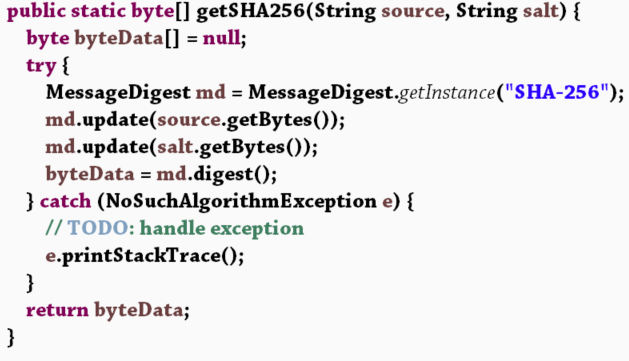 public static byte[] getSHA256(String source, String salt) {
byte byteData[] = null;
try {
MessageDigest md = MessageDigest.getInstance("SHA-256");
md.update(source.getBytes());
md.update(salt.getBytes());
byteData = md.digest();
} catch (NoSuchAlgorithmException e) {
// TODO: handle exception
e.printStackTrace();
}
return byteData;
}